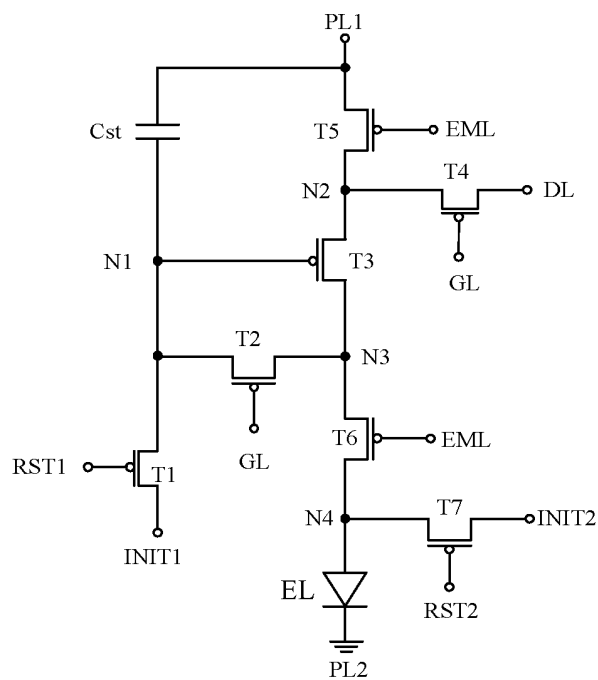 PL1
Cst
T5
EML
T4
N2
DL
N1
T3
GL
T2
N3
T6
EML
GL
RST1
T1
N4
T7
INIT2
INIT1
EL
RST2
PL2